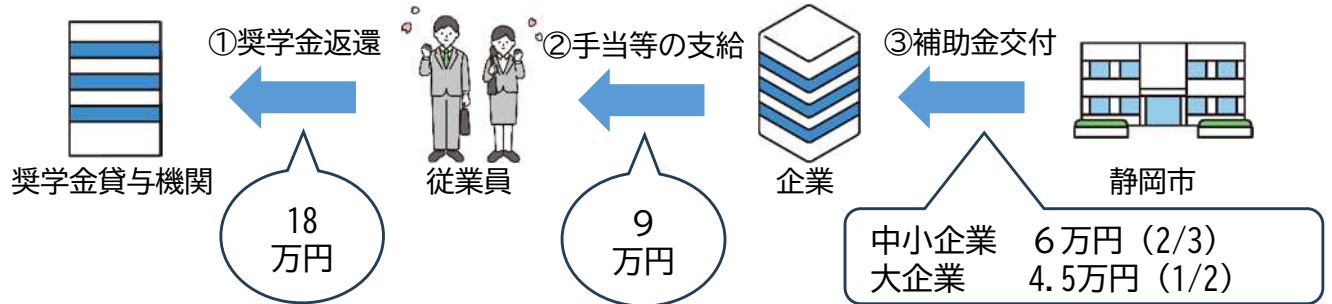 ①奨学金返還
②手当等の支給
③補助金交付
奨学金貸与機関
従業員
企業
静岡市
18
万円
９
万円
中小企業　６万円（2/3）
大企業　4.5万円（1/2）